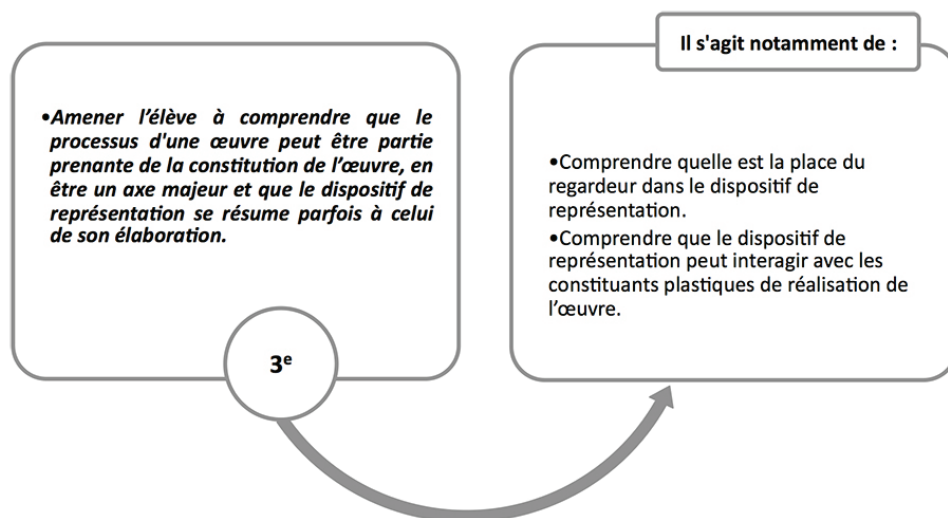 •Amener l’élève à comprendre que le
processus d'une œuvre peut être partie
prenante de la constitution de l’œuvre, en
être un axe majeur et que le dispositif de
représentation se résume parfois à celui
de son élaboration.
3e
Il s'agit notamment de :
•Comprendre quelle est la place du
regardeur dans le dispositif de
représentation.
•Comprendre que le dispositif de
représentation peut interagir avec les
constituants plastiques de réalisation de
l’œuvre.